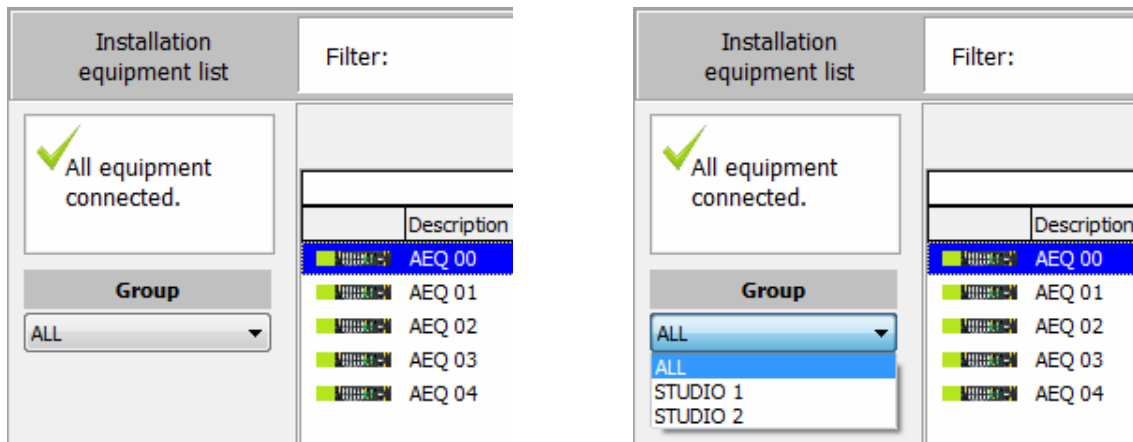 Installation
equipment list
Filter:
All equipment
connected.
Description
AEQ 00
Group
AEQ 01
ALL
AEQ 02
AEQ 03
AEQ 04
Installation
equipment list
Filter:
All equipment
connected.
Description
AEQ 00
Group
AEQ 01
ALL
AEQ 02
ALL
AEQ 03
STUDIO 1
AEQ 04
STUDIO 2